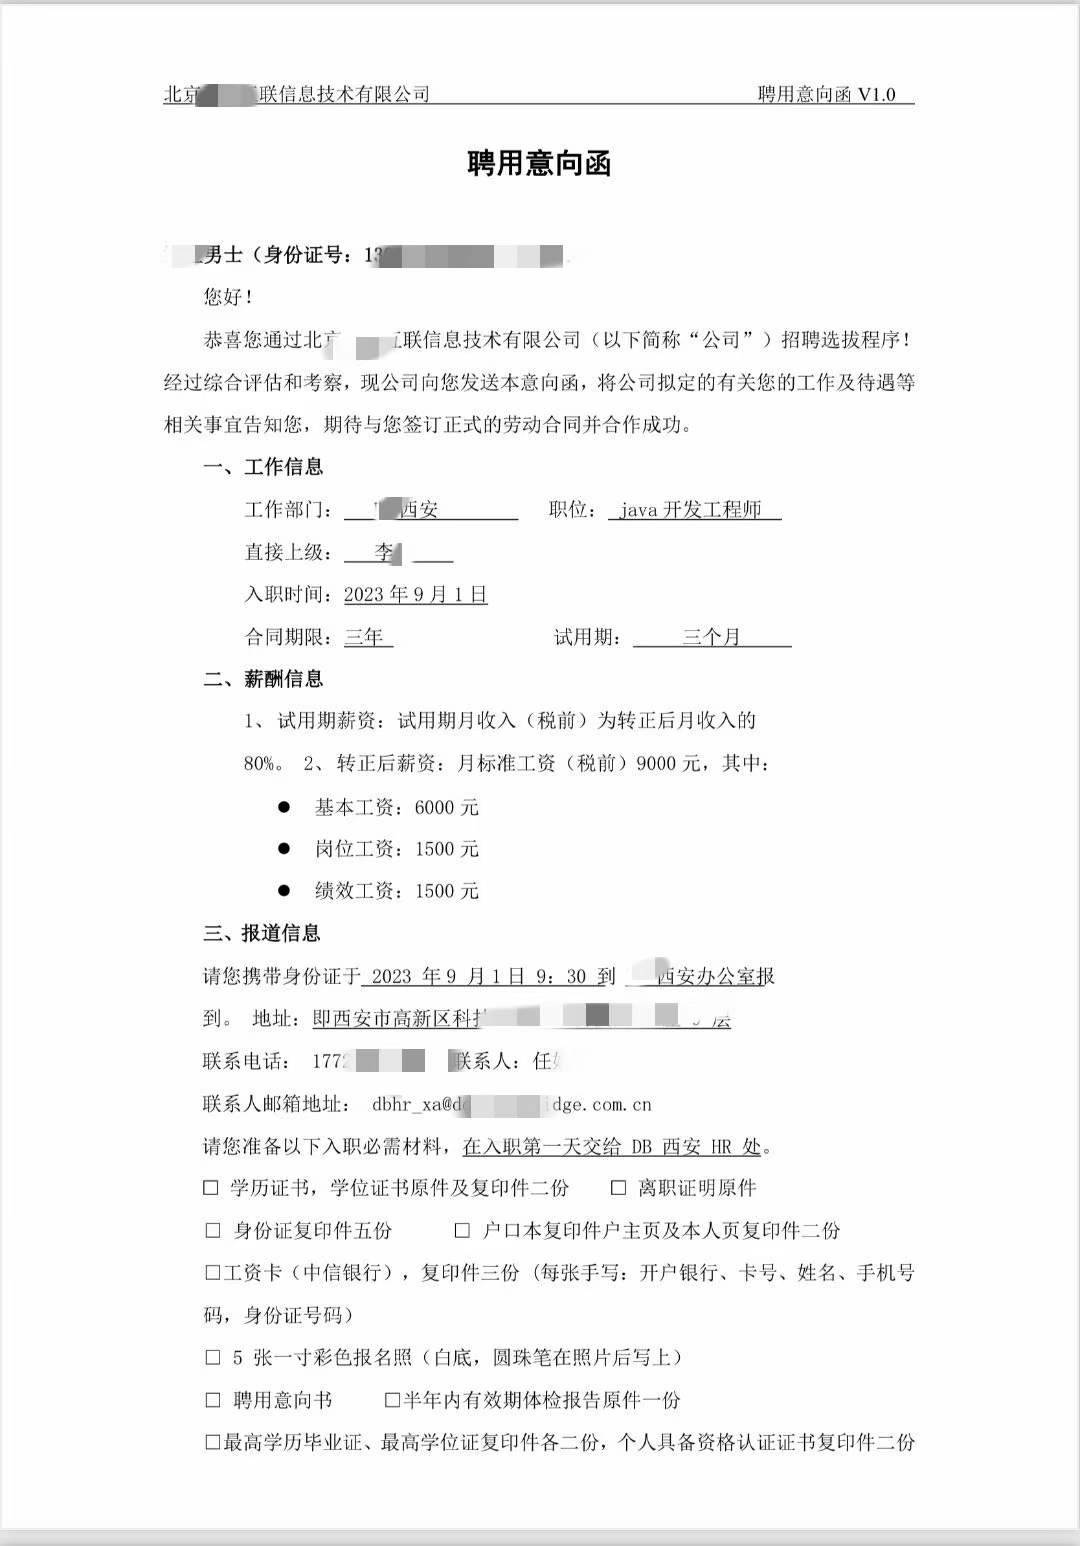 北京 联信息技术有限公司 聘用意向函 V1.0
聘用意向函
男士（身份证号：13
您好！
恭喜您通过北京 互联信息技术有限公司（以下简称“公司”）招聘选拔程序！
经过综合评估和考察，现公司向您发送本意向函，将公司拟定的有关您的工作及待遇等
相关事宜告知您，期待与您签订正式的劳动合同并合作成功。
一、工作信息
工作部门： 西安 职位： java 开发工程师
直接上级： 李
入职时间：2023 年 9 月 1 日
合同期限：三年 试用期： 三个月
二、薪酬信息
1、 试用期薪资：试用期月收入（税前）为转正后月收入的
80%。 2、转正后薪资：月标准工资（税前）9000 元，其中：
● 基本工资：6000 元
● 岗位工资：1500 元
● 绩效工资：1500 元
三、报道信息
请您携带身份证于 2023 年 9 月 1 日 9：30 到 西安办公室报
到。 地址：即西安市高新区科技 层
联系电话： 177 联系人：任
联系人邮箱地址： dbhr_xa@d idge.com.cn
请您准备以下入职必需材料，在入职第一天交给 DB 西安 HR 处。
□ 学历证书，学位证书原件及复印件二份 □ 离职证明原件
□ 身份证复印件五份 □ 户口本复印件户主页及本人页复印件二份
□工资卡（中信银行），复印件三份（每张手写：开户银行、卡号、姓名、手机号
码，身份证号码）
□ 5 张一寸彩色报名照（白底，圆珠笔在照片后写上）
□ 聘用意向书 □半年内有效期体检报告原件一份
□最高学历毕业证、最高学位证复印件各二份，个人具备资格认证证书复印件二份